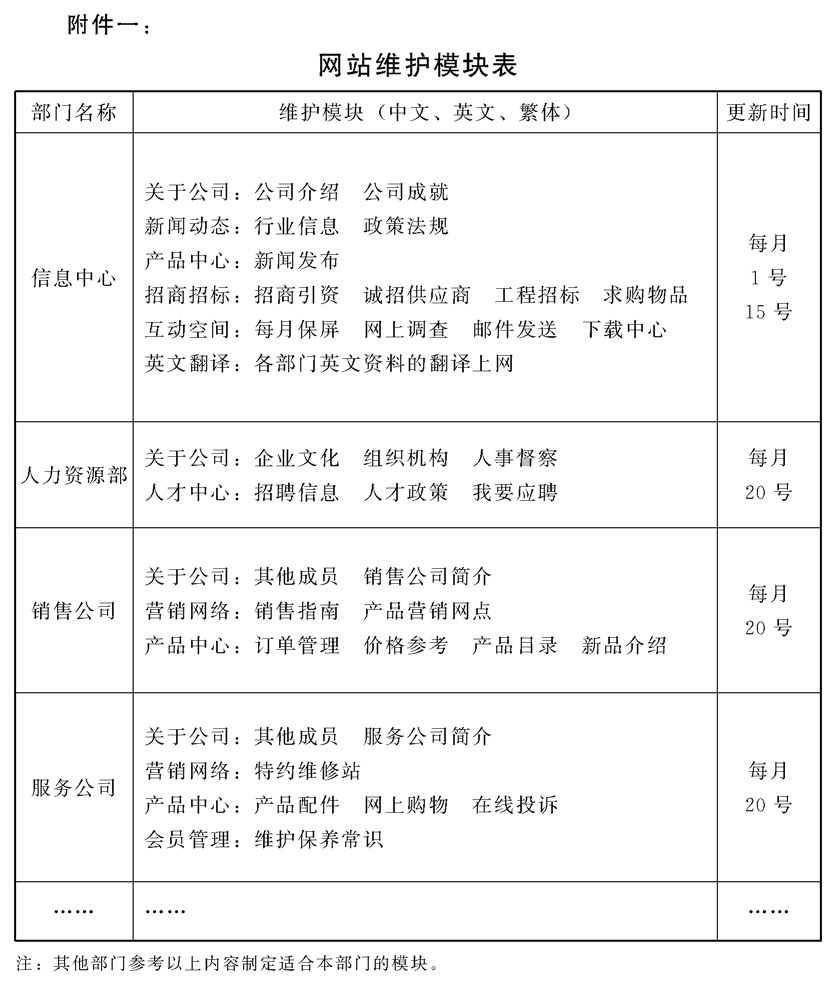 附件一：
网站维护模块表
部门名称 维护模块（中文、英文、繁体） 更新时间
信息中心
关于公司：公司介绍 公司成就
新闻动态：行业信息 政策法规
产品中心：新闻发布
招商招标：招商引资 诚招供应商 工程招标 求购物品
互动空间：每月保屏 网上调查 邮件发送 下载中心
英文翻译：各部门英文资料的翻译上网
每月
1号
15号
人力资源部
关于公司：企业文化 组织机构 人事督察
人才中心：招聘信息 人才政策 我要应聘
每月
20号
销售公司
关于公司：其他成员 销售公司简介
营销网络：销售指南 产品营销网点
产品中心：订单管理 价格参考 产品目录 新品介绍
每月
20号
服务公司
关于公司：其他成员 服务公司简介
营销网络：特约维修站
产品中心：产品配件 网上购物 在线投诉
会员管理：维护保养常识
每月
20号
…… …… ……
注：其他部门参考以上内容制定适合本部门的模块。